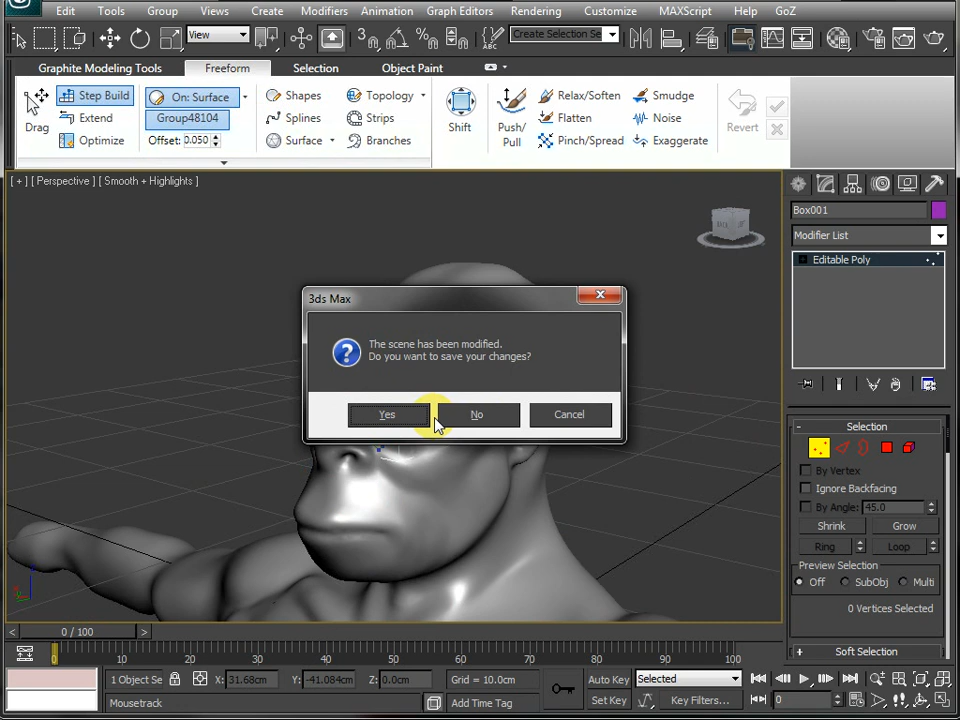 Edit Tools Group Views Create Modifiers Animation Graph Editors Rendering Customize MAXScript Help GoZ
View
3
Create Selection Se
Graphite Modeling Tools Freeform Selection Object Paint
Drag
Step Build
Extend
Optimize
On: Surface
Group48104
Offset: 0.050
Shapes
Splines
Surface
Topology
Strips
Branches
Shift
Push/
Pull
Relax/Soften
Flatten
Pinch/Spread
Smudge
Noise
Exaggerate
Revert
[ + ] [ Perspective ] [ Smooth + Highlights ]
Box001
Modifier List
Editable Poly
3ds Max
The scene has been modified.
Do you want to save your changes?
Yes No Cancel
- Selection
By Vertex
Ignore Backfacing
By Angle: 45.0
Shrink Grow
Ring Loop
Preview Selection
Off SubObj Multi
0 Vertices Selected
+ Soft Selection
< 0 / 100 >
0 10 20 30 40 50 60 70 80 90 100
1 Object Se X: 31.68cm Y: -41.084cm Z: 0.0cm Grid = 10.0cm Auto Key Selected
Mousetrack Add Time Tag Set Key Key Filters... 0